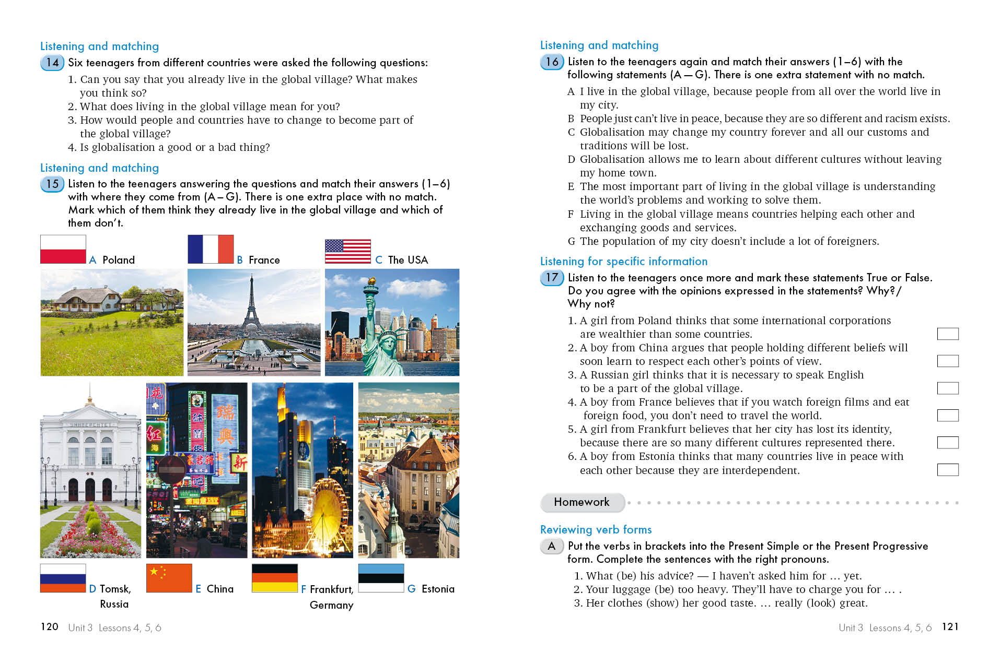 Listening and matching
14 Six teenagers from different countries were asked the following questions:
1. Can you say that you already live in the global village? What makes
you think so?
2. What does living in the global village mean for you?
3. How would people and countries have to change to become part of
the global village?
4. Is globalisation a good or a bad thing?
Listening and matching
15 Listen to the teenagers answering the questions and match their answers (1–6)
with where they come from (A–G). There is one extra place with no match.
Mark which of them think they already live in the global village and which of
them don't.
A Poland
B France
C The USA
УНИВЕРСИТЕТ
花
红
海
瑞
興
新
D Tomsk,
Russia
E China
F Frankfurt,
Germany
G Estonia
120 Unit 3 Lessons 4, 5, 6
Listening and matching
16 Listen to the teenagers again and match their answers (1–6) with the
following statements (A—G). There is one extra statement with no match.
A I live in the global village, because people from all over the world live in
my city.
B People just can't live in peace, because they are so different and racism exists.
C Globalisation may change my country forever and all our customs and
traditions will be lost.
D Globalisation allows me to learn about different cultures without leaving
my home town.
E The most important part of living in the global village is understanding
the world's problems and working to solve them.
F Living in the global village means countries helping each other and
exchanging goods and services.
G The population of my city doesn't include a lot of foreigners.
Listening for specific information
17 Listen to the teenagers once more and mark these statements True or False.
Do you agree with the opinions expressed in the statements? Why?/
Why not?
1. A girl from Poland thinks that some international corporations
are wealthier than some countries.
2. A boy from China argues that people holding different beliefs will
soon learn to respect each other's points of view.
3. A Russian girl thinks that it is necessary to speak English
to be a part of the global village.
4. A boy from France believes that if you watch foreign films and eat
foreign food, you don't need to travel the world.
5. A girl from Frankfurt believes that her city has lost its identity,
because there are so many different cultures represented there.
6. A boy from Estonia thinks that many countries live in peace with
each other because they are interdependent.
Homework
Reviewing verb forms
A Put the verbs in brackets into the Present Simple or the Present Progressive
form. Complete the sentences with the right pronouns.
1. What (be) his advice? — I haven't asked him for … yet.
2. Your luggage (be) too heavy. They'll have to charge you for … .
3. Her clothes (show) her good taste. … really (look) great.
Unit 3 Lessons 4, 5, 6 121